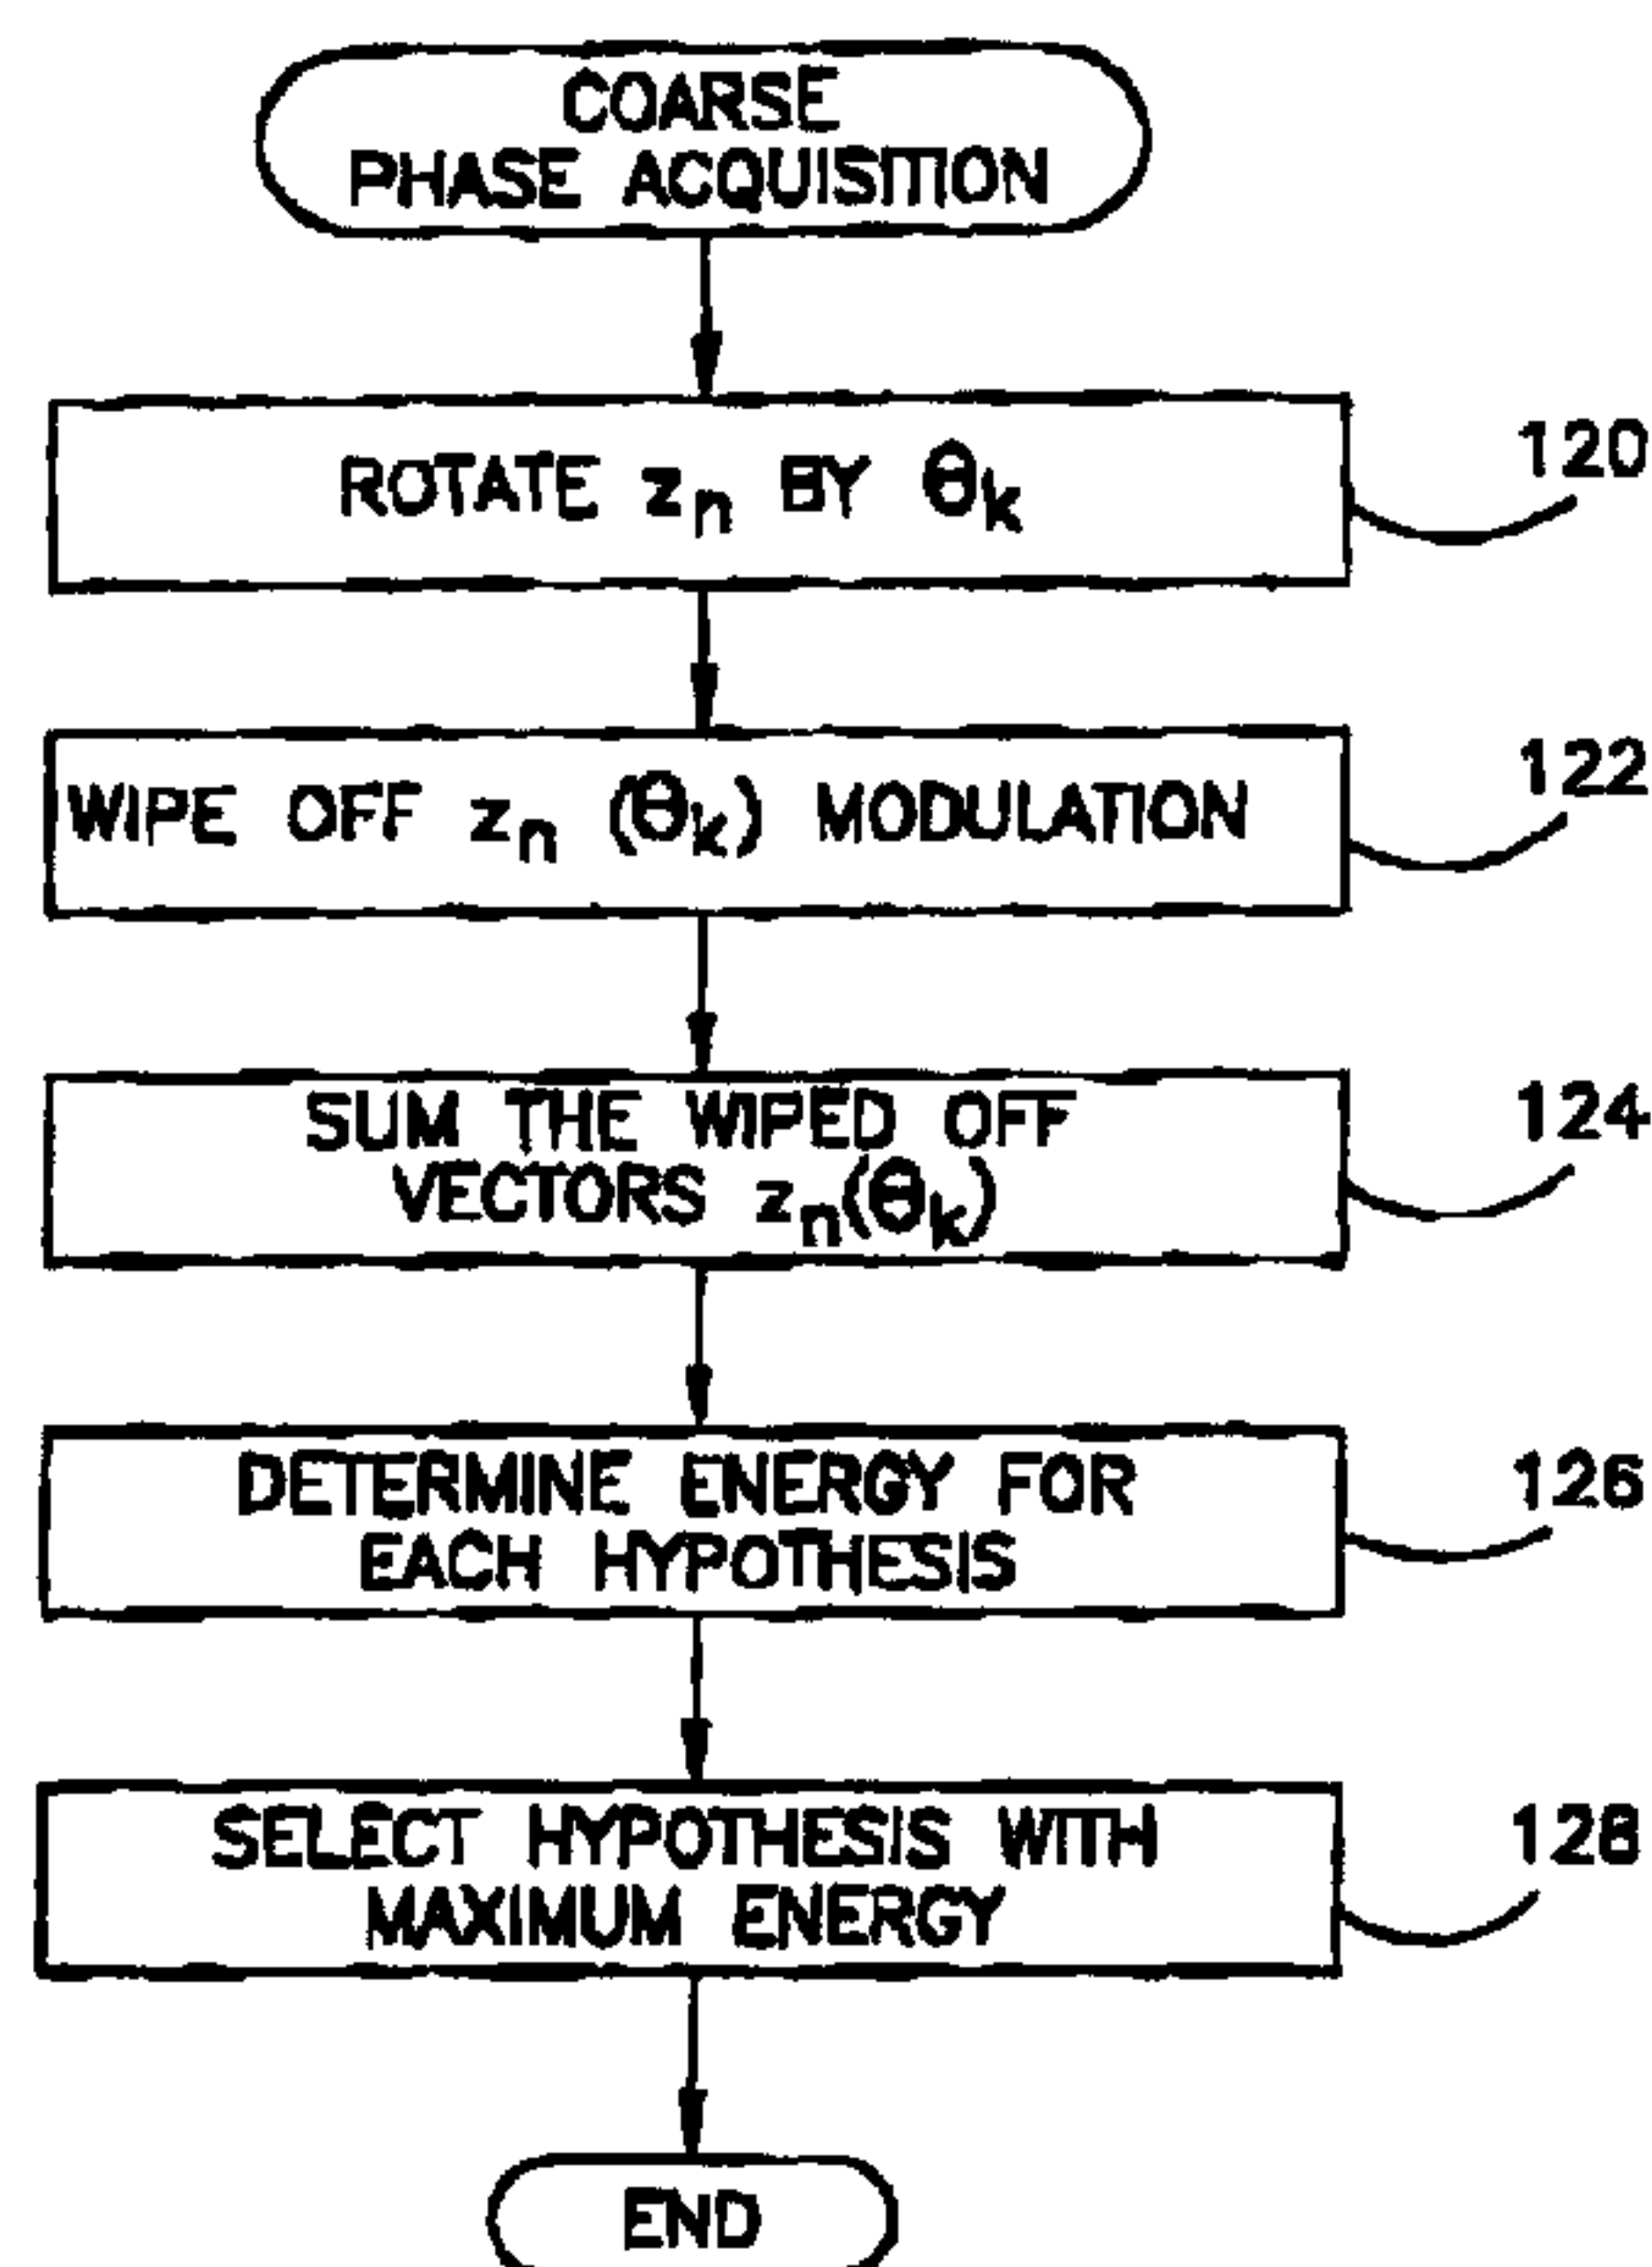 COARSE
PHASE ACQUISITION
ROTATE zn BY θk
120
WIPE OFF zn (θk) MODULATION
122
SUM THE WIPED OFF
VECTORS zn(θk)
124
DETERMINE ENERGY FOR
EACH HYPOTHESIS
126
SELECT HYPOTHESIS WITH
MAXIMUM ENERGY
128
END